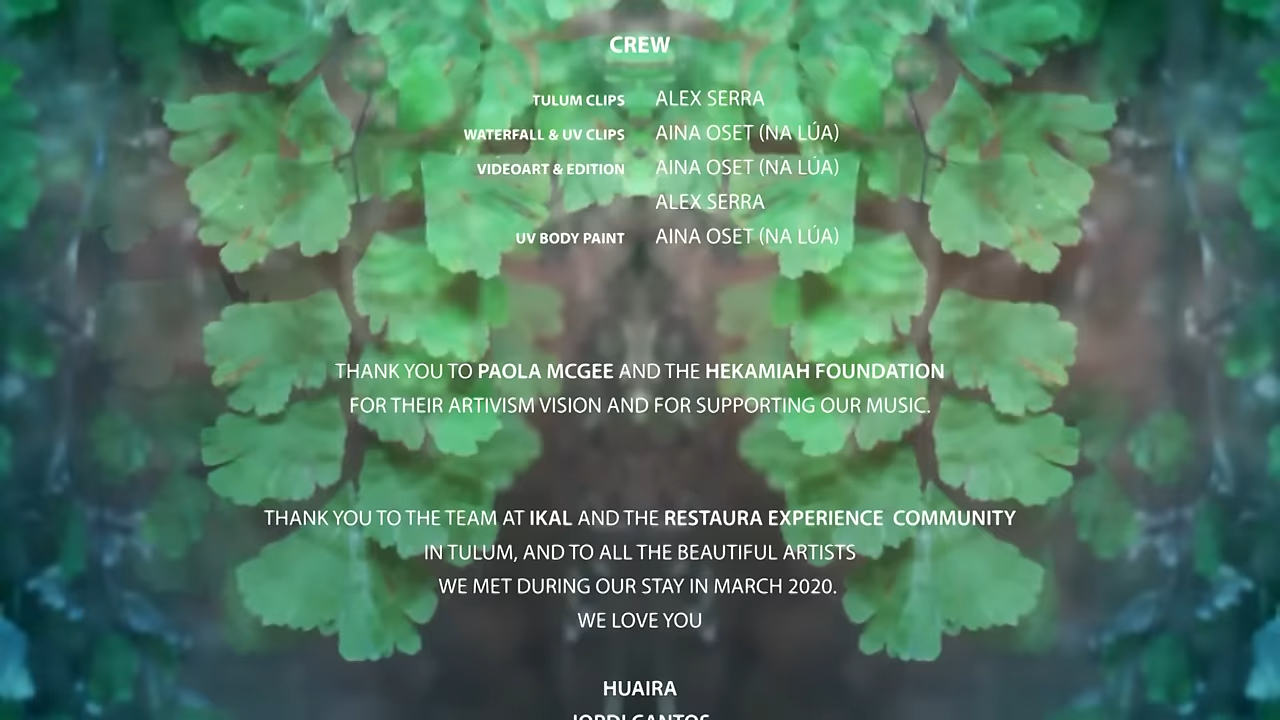 CREW
TULUM CLIPS ALEX SERRA
WATERFALL & UV CLIPS AINA OSET (NA LÚA)
VIDEOART & EDITION AINA OSET (NA LÚA)
ALEX SERRA
UV BODY PAINT AINA OSET (NA LÚA)
THANK YOU TO PAOLA MCGEE AND THE HEKAMIAH FOUNDATION
FOR THEIR ARTIVISM VISION AND FOR SUPPORTING OUR MUSIC.
THANK YOU TO THE TEAM AT IKAL AND THE RESTAURA EXPERIENCE COMMUNITY
IN TULUM, AND TO ALL THE BEAUTIFUL ARTISTS
WE MET DURING OUR STAY IN MARCH 2020.
WE LOVE YOU
HUAIRA